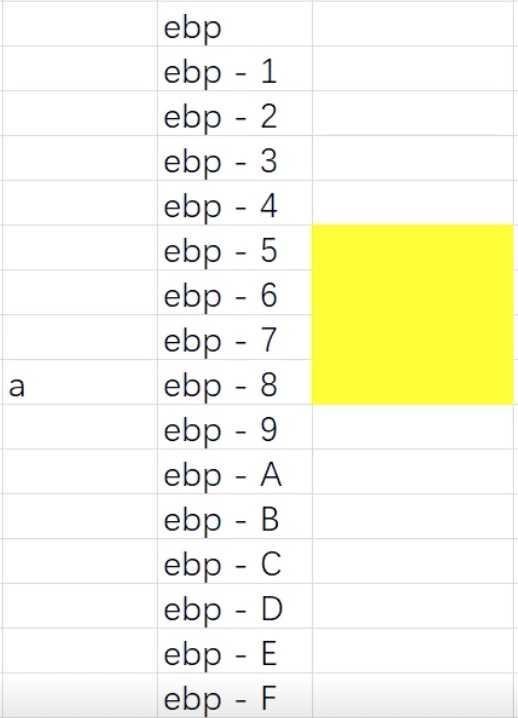 ebp
ebp - 1
ebp - 2
ebp - 3
ebp - 4
ebp - 5
ebp - 6
ebp - 7
a ebp - 8
ebp - 9
ebp - A
ebp - B
ebp - C
ebp - D
ebp - E
ebp - F